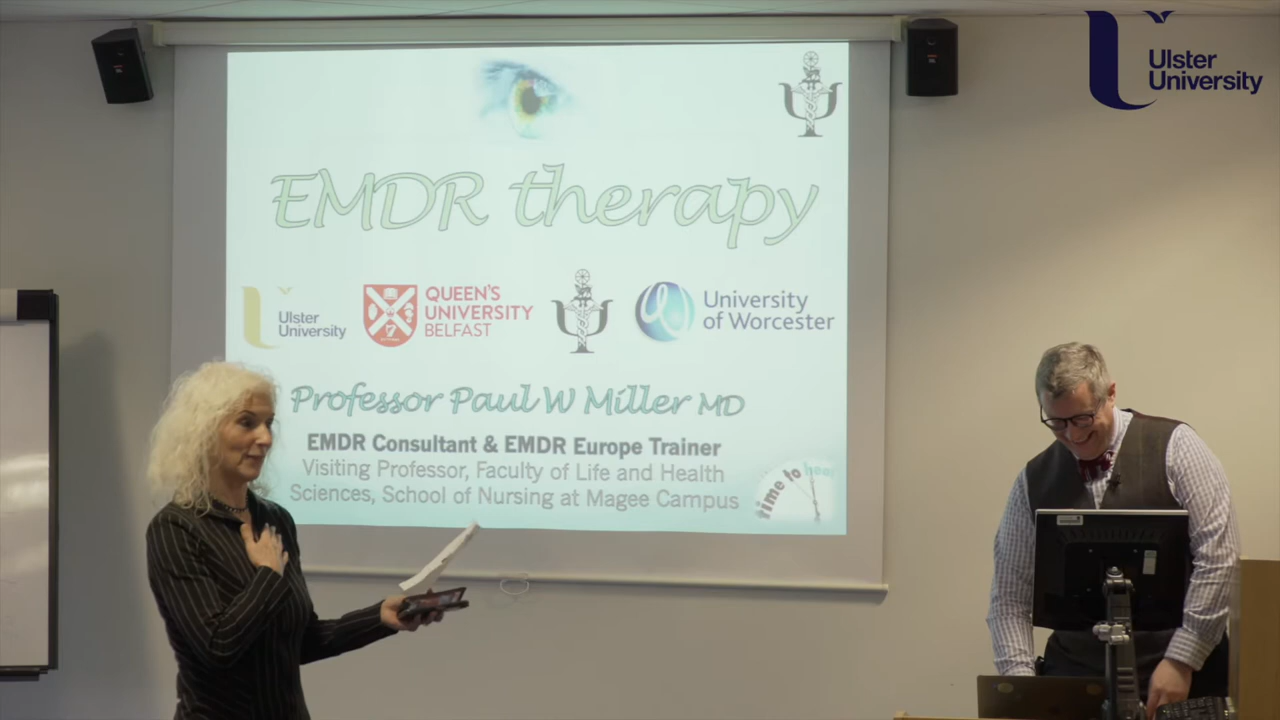 Ulster
University
EMDR therapy
Ulster
University
QUEEN'S
UNIVERSITY
BELFAST
University
of Worcester
Professor Paul W Miller MD
EMDR Consultant & EMDR Europe Trainer
Visiting Professor, Faculty of Life and Health
Sciences, School of Nursing at Magee Campus
time to heal